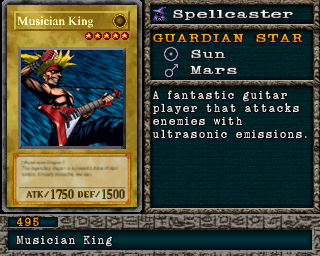 Musician King
ATK/1750 DEF/1500
Spellcaster
GUARDIAN STAR
Sun
Mars
A fantastic guitar
player that attacks
enemies with
ultrasonic emissions.
495
Musician King